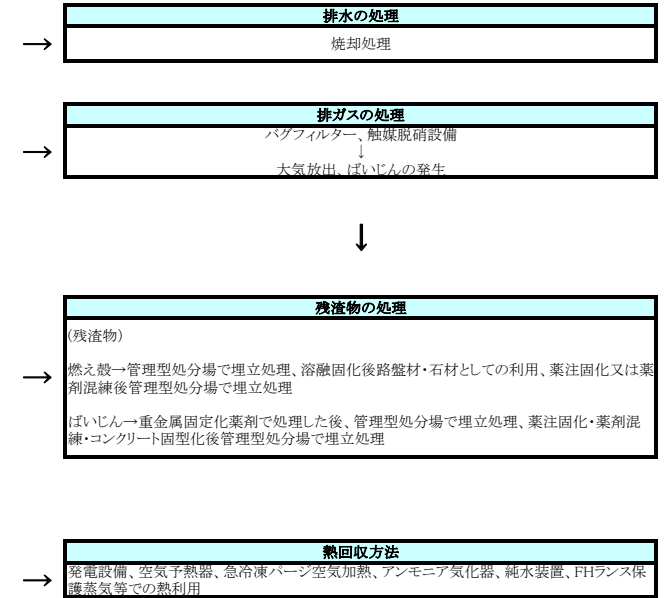 排水の処理
→
焼却処理
排ガスの処理
→
バグフィルター、触媒脱硝設備
↓
大気放出、ばいじんの発生
↓
残渣物の処理
(残渣物)
→
燃え殻→管理型処分場で埋立処理、溶融固化後路盤材・石材としての利用、薬注固化又は薬
剤混練後管理型処分場で埋立処理
ばいじん→重金属固定化薬剤で処理した後、管理型処分場で埋立処理、薬注固化・薬剤混
練・コンクリート固型化後管理型処分場で埋立処理
熱回収方法
→
発電設備、空気予熱器、急冷凍パージ空気加熱、アンモニア気化器、純水装置、FHランス保
護蒸気等での熱利用